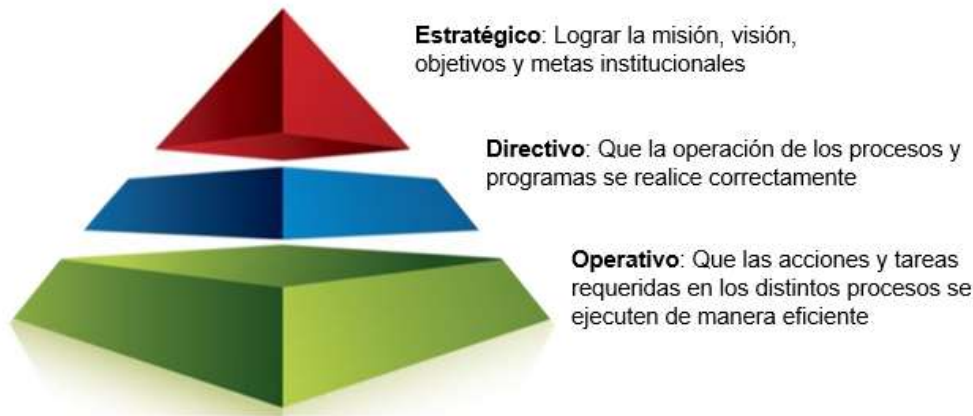 Estratégico: Lograr la misión, visión,
objetivos y metas institucionales
Directivo: Que la operación de los procesos y
programas se realice correctamente
Operativo: Que las acciones y tareas
requeridas en los distintos procesos se
ejecuten de manera eficiente